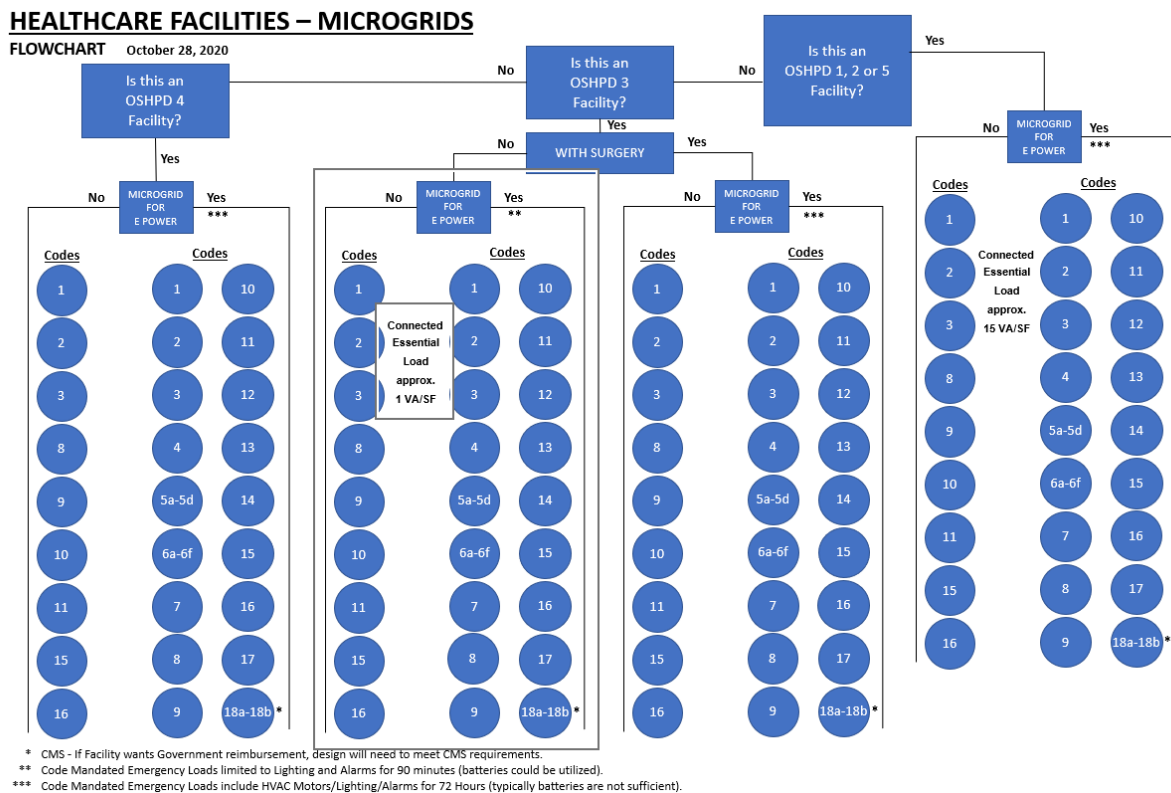 HEALTHCARE FACILITIES – MICROGRIDS
FLOWCHART October 28, 2020
Is this an
OSHPD 4
Facility?
No
Is this an
OSHPD 3
Facility?
No
Is this an
OSHPD 1, 2 or 5
Facility?
Yes
Yes
Yes
No
WITH SURGERY
Yes
No
MICROGRID
FOR
E POWER
Yes
***
No
MICROGRID
FOR
E POWER
Yes
***
Codes
1
2
3
8
9
10
11
15
16
Codes
1
2
3
4
5a-5d
6a-6f
7
8
9
10
11
12
13
14
15
16
17
18a-18b *
No
MICROGRID
FOR
E POWER
Yes
**
Codes
1
2
3
8
9
10
11
15
16
Connected
Essential
Load
approx.
1 VA/SF
Codes
1
2
3
4
5a-5d
6a-6f
7
8
9
10
11
12
13
14
15
16
17
18a-18b *
No
MICROGRID
FOR
E POWER
Yes
***
Codes
1
2
3
8
9
10
11
15
16
Codes
1
2
3
4
5a-5d
6a-6f
7
8
9
10
11
12
13
14
15
16
17
18a-18b *
Codes
1
2
3
8
9
10
11
15
16
Connected
Essential
Load
approx.
15 VA/SF
Codes
1
2
3
4
5a-5d
6a-6f
7
8
9
10
11
12
13
14
15
16
17
18a-18b *
* CMS - If Facility wants Government reimbursement, design will need to meet CMS requirements.
** Code Mandated Emergency Loads limited to Lighting and Alarms for 90 minutes (batteries could be utilized).
*** Code Mandated Emergency Loads include HVAC Motors/Lighting/Alarms for 72 Hours (typically batteries are not sufficient).